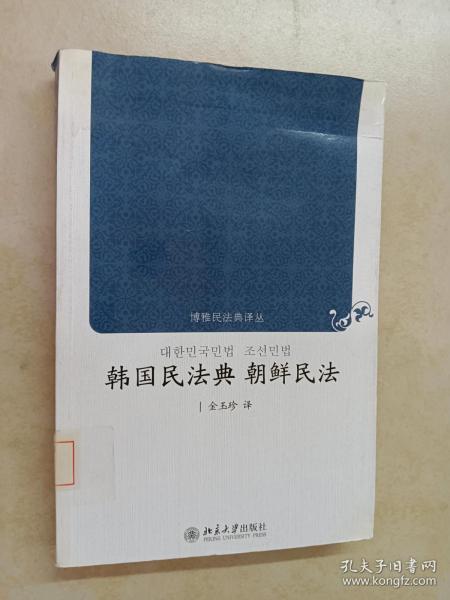 博雅民法典译丛
대한민국민법 조선민법
韩国民法典 朝鲜民法
金玉珍 译
北京大学出版社
PEKING UNIVERSITY PRESS
孔夫子旧书网
www.kongfz.com